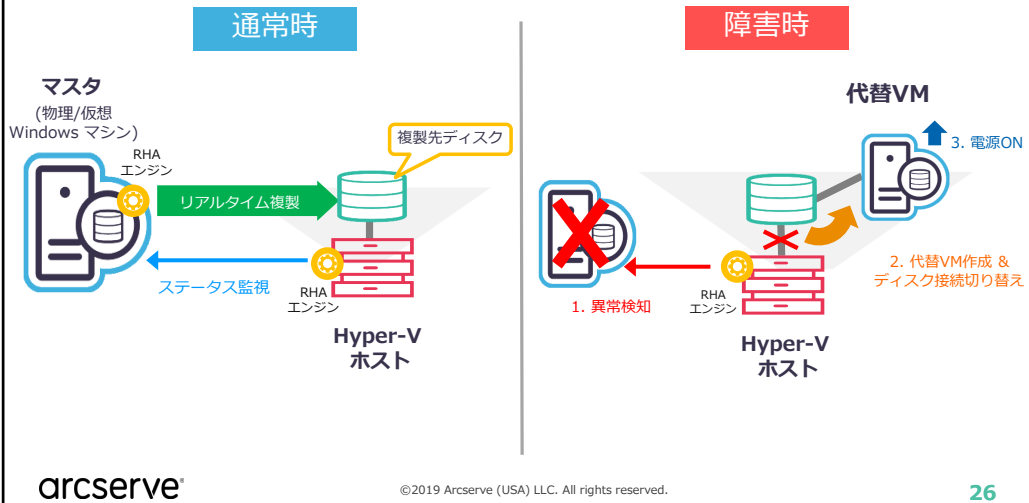 通常時
マスタ
(物理/仮想
Windows マシン)
RHA
エンジン
リアルタイム複製
複製先ディスク
ステータス監視
RHA
エンジン
Hyper-V
ホスト
障害時
代替VM
3. 電源ON
2. 代替VM作成 &
ディスク接続切り替え
1. 異常検知
RHA
エンジン
Hyper-V
ホスト
arcserve®
©2019 Arcserve (USA) LLC. All rights reserved.
26